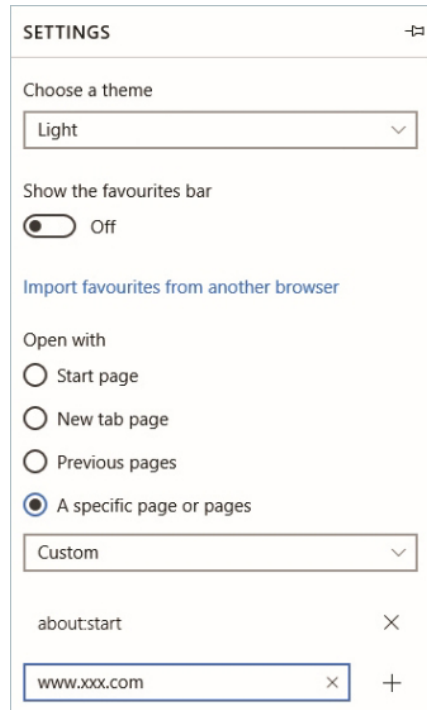 SETTINGS
Choose a theme
Light
Show the favourites bar
Off
Import favourites from another browser
Open with
Start page
New tab page
Previous pages
A specific page or pages
Custom
about:start
www.xxx.com